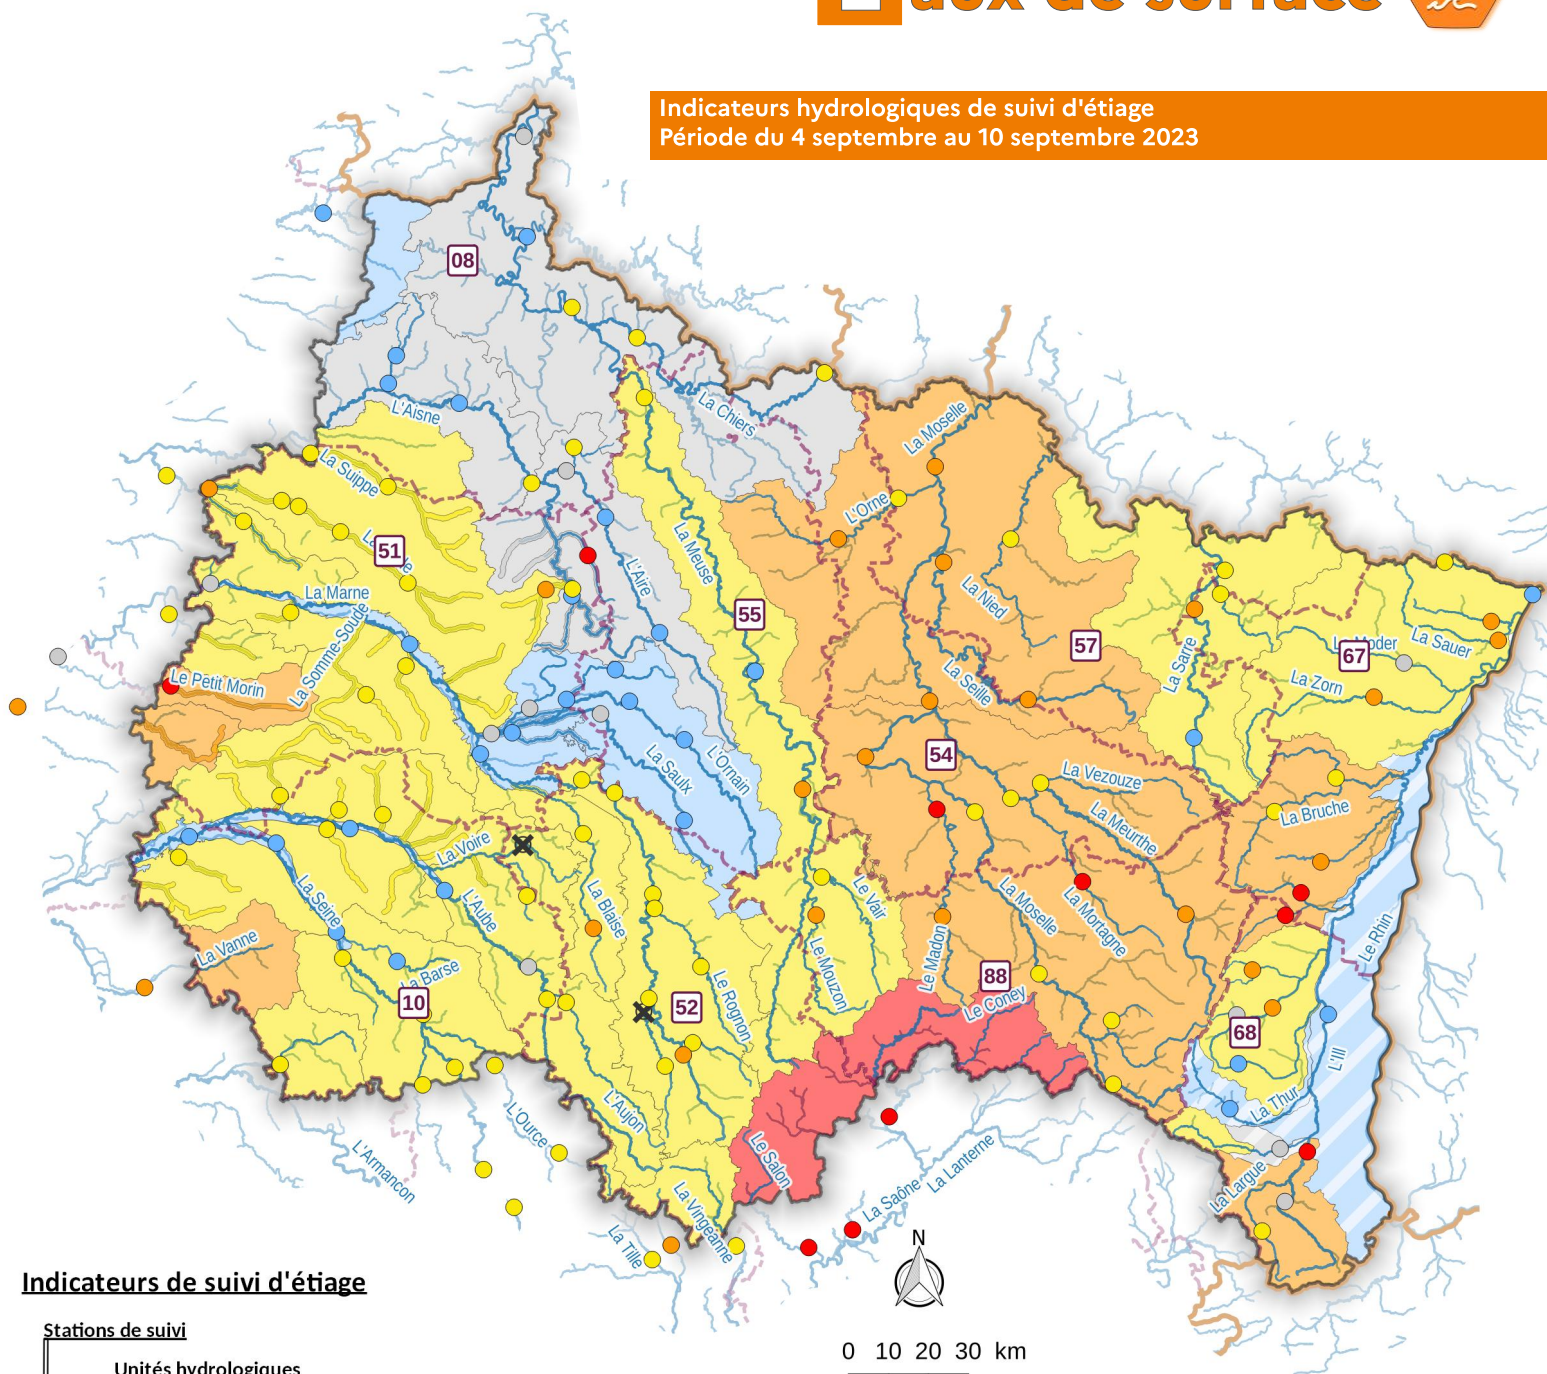 aux de surface
Indicateurs hydrologiques de suivi d'étiage
Période du 4 septembre au 10 septembre 2023
08
L'Aisne
La Chiers
La Moselle
La Suippe
L'Orne
51
La Meuse
L'Aire
La Marne
La Nied
55
57
La Somme-Soude
La Sarre
67
La Sauer
Le Petit Morin
La Seille
La Zorn
54
La Saulx
L'Ornain
La Vezouze
La Meurthe
La Bruche
La Voire
La Seine
L'Aube
La Blaise
Le Vair
La Moselle
La Mortagne
La Vanne
La Barse
Le Rhin
10
52
Le Rognon
Le Mouzon
Le Madon
88
Le Coney
68
L'Ill
La Thur
L'Aujon
L'Ource
L'Armançon
Le Salon
La Lanterne
La Largue
La Saône
La Vingeanne
La Tille
N
Indicateurs de suivi d'étiage
Stations de suivi
Unités hydrologiques
0 10 20 30 km